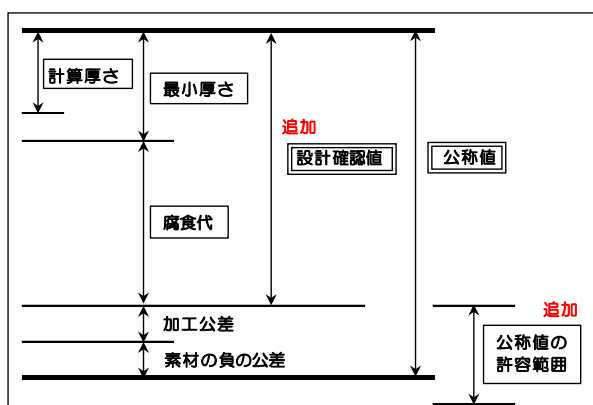 計算厚さ
最小厚さ
追加
設計確認値
公称値
腐食代
追加
加工公差
公称値の
許容範囲
素材の負の公差